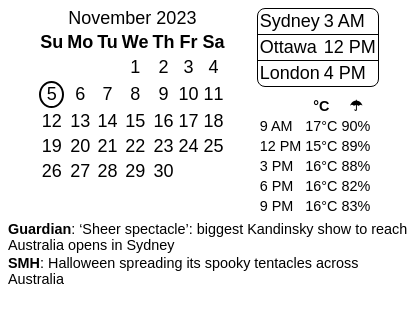 November 2023
Su Mo Tu We Th Fr Sa
1 2 3 4
5 6 7 8 9 10 11
12 13 14 15 16 17 18
19 20 21 22 23 24 25
26 27 28 29 30
Sydney 3 AM
Ottawa 12 PM
London 4 PM
°C ☂
9 AM 17°C 90%
12 PM 15°C 89%
3 PM 16°C 88%
6 PM 16°C 82%
9 PM 16°C 83%
Guardian: ‘Sheer spectacle’: biggest Kandinsky show to reach
Australia opens in Sydney
SMH: Halloween spreading its spooky tentacles across
Australia